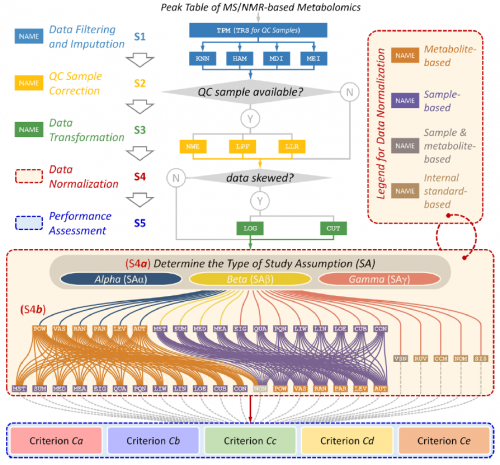 Peak Table of MS/NMR-based Metabolomics
NAME Data Filtering and Imputation S1
TPM (TRS for QC Samples)
KNN HAM MDI MEI
NAME QC Sample Correction S2
QC sample available?
N
Y
NWE LPF LLR
NAME Data Transformation S3
data skewed?
N
Y
LOG CUT
Data Normalization S4
Performance Assessment S5
Legend for Data Normalization
NAME Metabolite-based
NAME Sample-based
NAME Sample & metabolite-based
NAME Internal standard-based
(S4a) Determine the Type of Study Assumption (SA)
Alpha (SAα) Beta (SAβ) Gamma (SAγ)
(S4b)
POW VAS RAN PAR LEV AUT MST SUM MED MEA EIG QUA PQN LIW LIN LOE CUB CON
VSN RUV CCM NOM SIS
MST SUM MED MEA EIG QUA PQN LIW LIN LOE CUB CON NON POW VAS RAN PAR LEV AUT
Criterion Ca Criterion Cb Criterion Cc Criterion Cd Criterion Ce